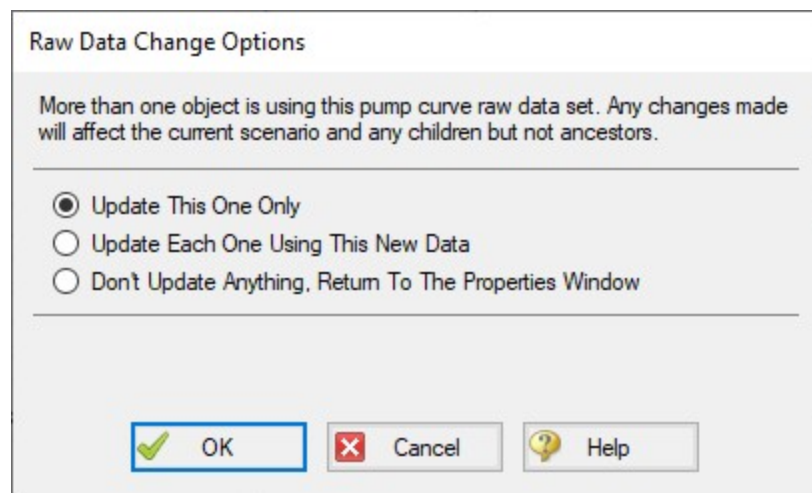 Raw Data Change Options
More than one object is using this pump curve raw data set. Any changes made
will affect the current scenario and any children but not ancestors.
Update This One Only
Update Each One Using This New Data
Don't Update Anything, Return To The Properties Window
OK
Cancel
Help